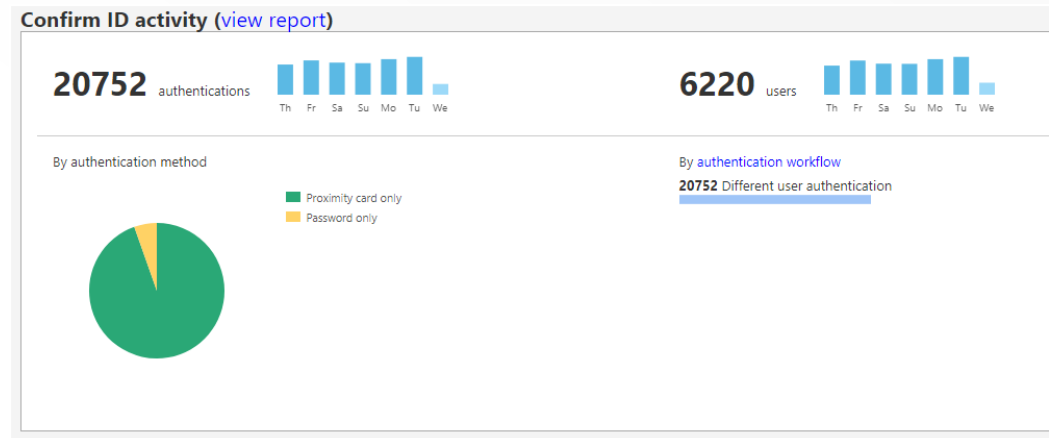 Confirm ID activity (view report)
20752 authentications
Th Fr Sa Su Mo Tu We
6220 users
Th Fr Sa Su Mo Tu We
By authentication method
Proximity card only
Password only
By authentication workflow
20752 Different user authentication